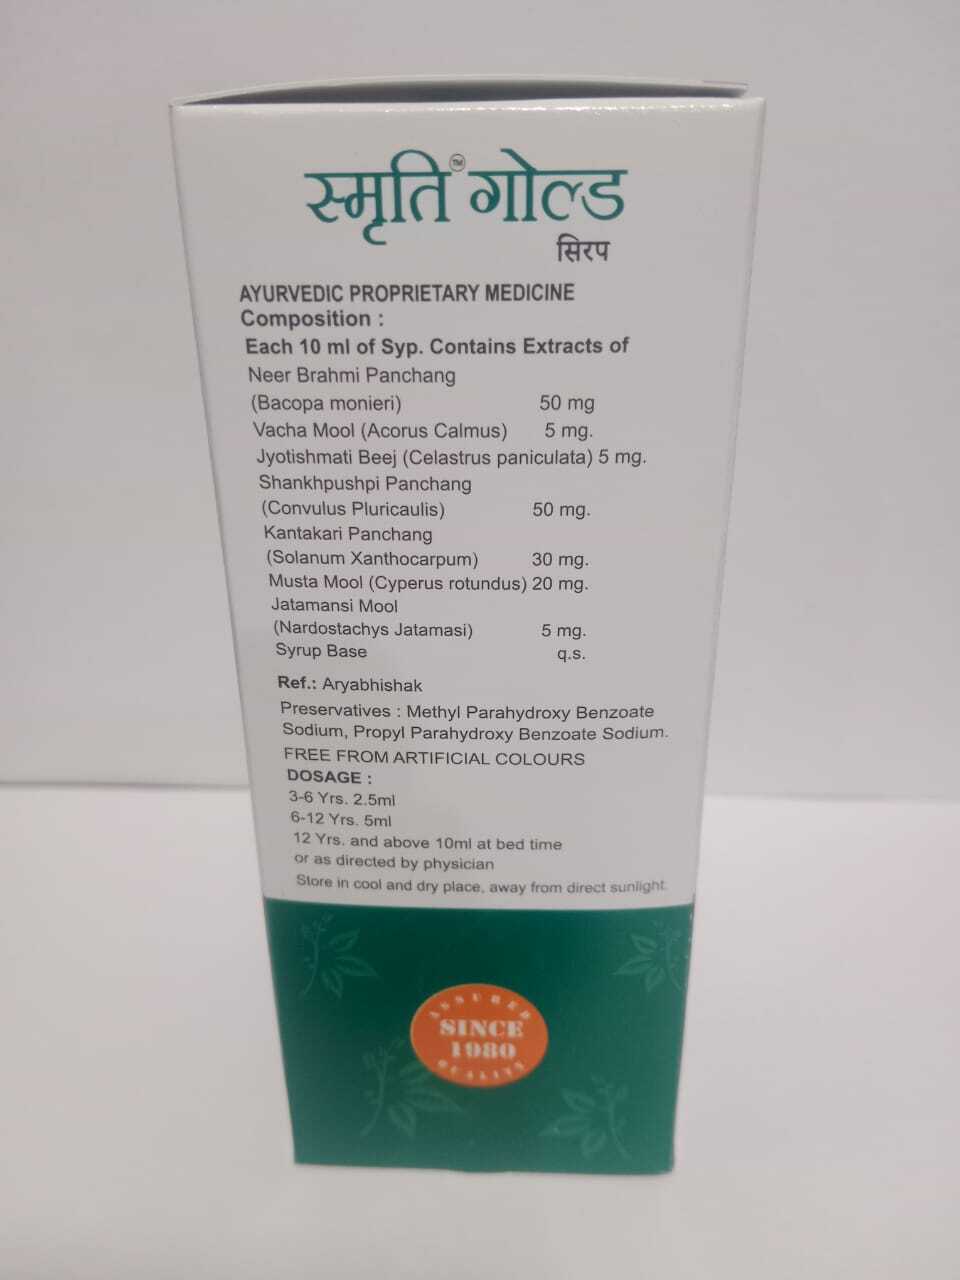 स्मृति™ गोल्ड
सिरप
AYURVEDIC PROPRIETARY MEDICINE
Composition :
Each 10 ml of Syp. Contains Extracts of
Neer Brahmi Panchang
(Bacopa monieri) 50 mg
Vacha Mool (Acorus Calmus) 5 mg.
Jyotishmati Beej (Celastrus paniculata) 5 mg.
Shankhpushpi Panchang
(Convulus Pluricaulis) 50 mg.
Kantakari Panchang
(Solanum Xanthocarpum) 30 mg.
Musta Mool (Cyperus rotundus) 20 mg.
Jatamansi Mool
(Nardostachys Jatamasi) 5 mg.
Syrup Base q.s.
Ref.: Aryabhishak
Preservatives : Methyl Parahydroxy Benzoate
Sodium, Propyl Parahydroxy Benzoate Sodium.
FREE FROM ARTIFICIAL COLOURS
DOSAGE :
3-6 Yrs. 2.5ml
6-12 Yrs. 5ml
12 Yrs. and above 10ml at bed time
or as directed by physician
Store in cool and dry place, away from direct sunlight.
ASSURED
SINCE
1980
QUALITY